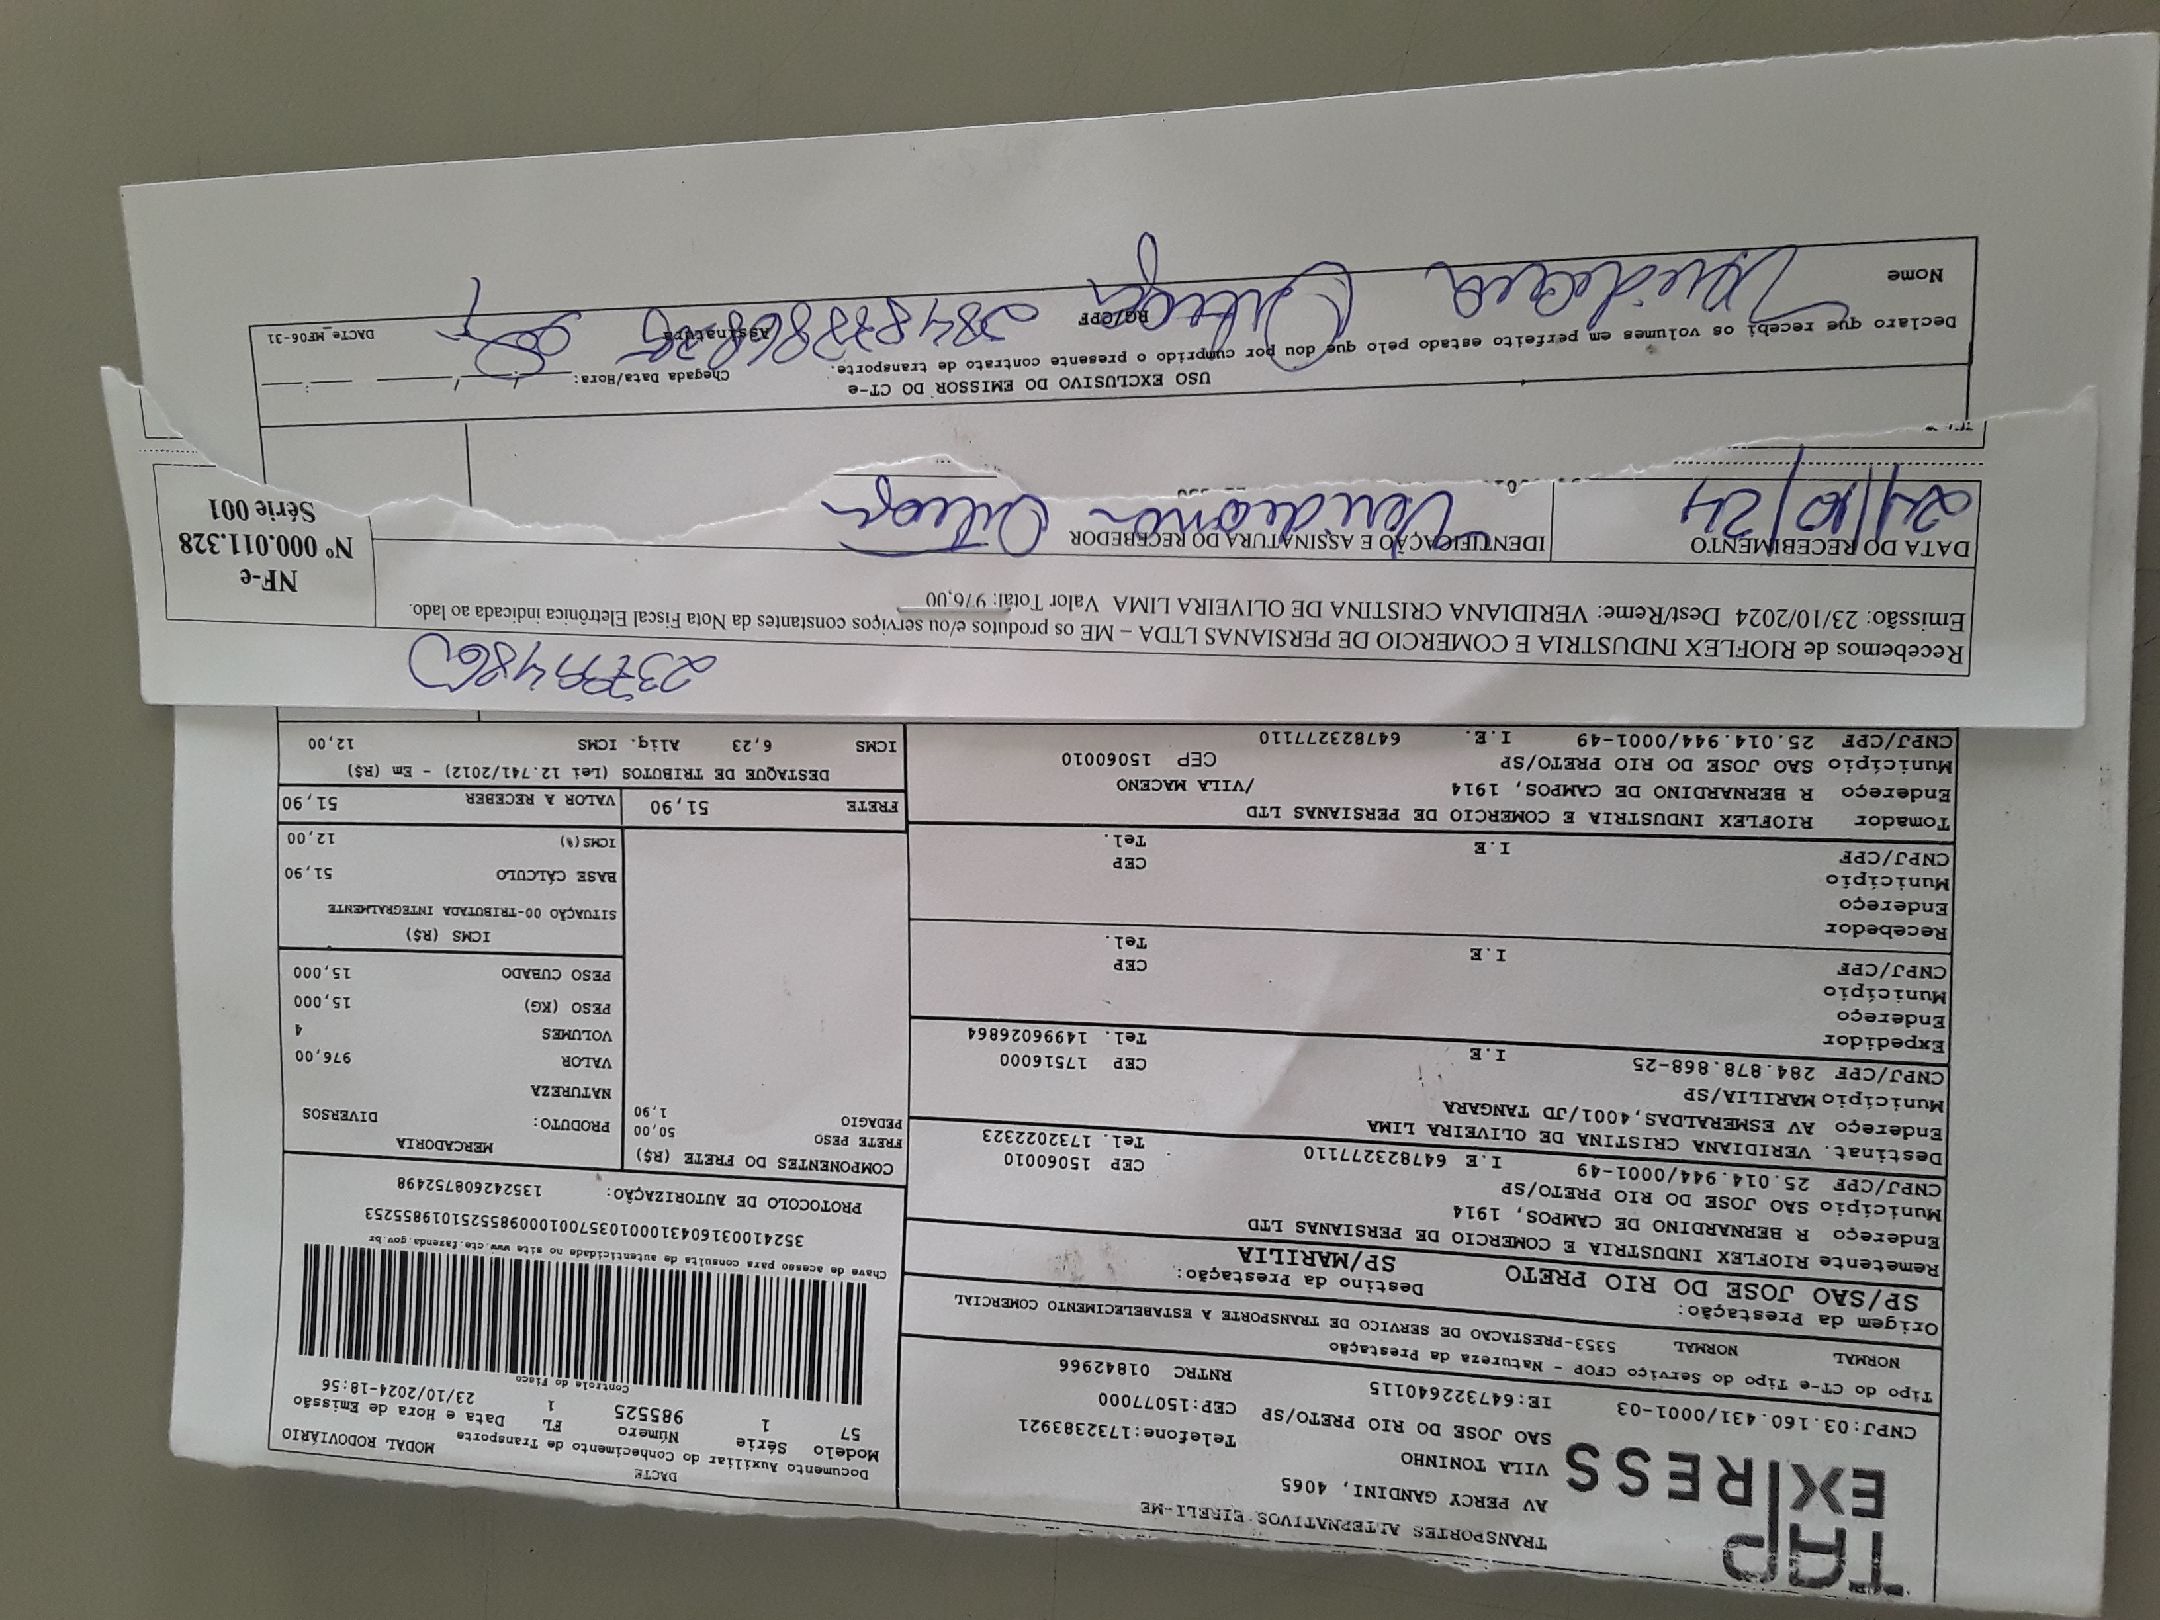 TAP
EXPRESS
TRANSPORTES ALTERNATIVOS EIRELI-ME
AV PERCY GANDINI, 4065
VILA TONINHO
Telefone:1732383921
SAO JOSE DO RIO PRETO/SP CEP:15077000
CNPJ:03.160.431/0001-03 IE:647322640115 RNTRC 01842966
DACTE
Documento Auxiliar do Conhecimento de Transporte MODAL RODOVIÁRIO
Modelo Série Número FL Data e Hora de Emissão
57 1 985525 1 23/10/2024-18:56
Controle do Fisco
Chave de acesso para consulta de autenticidade no site www.cte.fazenda.gov.br
35241003160431000103570010009855251019855253
PROTOCOLO DE AUTORIZAÇÃO: 135242608752498
Tipo do CT-e Tipo do Serviço CFOP - Natureza da Prestação
NORMAL NORMAL 5353-PRESTACAO DE SERVICO DE TRANSPORTE A ESTABELECIMENTO COMERCIAL
Origem da Prestação: Destino da Prestação:
SP/SAO JOSE DO RIO PRETO SP/MARILIA
Remetente RIOFLEX INDUSTRIA E COMERCIO DE PERSIANAS LTD
Endereço R BERNARDINO DE CAMPOS, 1914
Município SAO JOSE DO RIO PRETO/SP CEP 15060010
CNPJ/CPF 25.014.944/0001-49 I.E 647823277110 Tel. 1732022323
Destinat. VERIDIANA CRISTINA DE OLIVEIRA LIMA
Endereço AV ESMERALDAS,4001/JD TANGARA
Município MARILIA/SP CEP 17516000
CNPJ/CPF 284.878.868-25 I.E Tel. 14996026864
Expedidor
Endereço
Município CEP
CNPJ/CPF I.E Tel.
Recebedor
Endereço
Município CEP
CNPJ/CPF I.E Tel.
Tomador RIOFLEX INDUSTRIA E COMERCIO DE PERSIANAS LTD
Endereço R BERNARDINO DE CAMPOS, 1914 /VILA MACENO
Município SAO JOSE DO RIO PRETO/SP CEP 15060010
CNPJ/CPF 25.014.944/0001-49 I.E. 647823277110
COMPONENTES DO FRETE (R$)
FRETE PESO 50,00
PEDAGIO 1,90
FRETE 51,90
MERCADORIA
PRODUTO: DIVERSOS
NATUREZA
VALOR 976,00
VOLUMES 4
PESO (KG) 15,000
PESO CUBADO 15,000
ICMS (R$)
SITUAÇÃO 00-TRIBUTADA INTEGRALMENTE
BASE CÁLCULO 51,90
ICMS(%) 12,00
VALOR A RECEBER 51,90
DESTAQUE DE TRIBUTOS (Lei 12.741/2012) - Em (R$)
ICMS 6,23 Aliq. ICMS 12,00
Recebemos de RIOFLEX INDUSTRIA E COMERCIO DE PERSIANAS LTDA – ME os produtos e/ou serviços constantes da Nota Fiscal Eletrônica indicada ao lado.
Emissão: 23/10/2024 Dest/Reme: VERIDIANA CRISTINA DE OLIVEIRA LIMA Valor Total: 976,00
DATA DO RECEBIMENTO
24/10/24
IDENTIFICAÇÃO E ASSINATURA DO RECEBEDOR
NF-e
Nº 000.011.328
Série 001
USO EXCLUSIVO DO EMISSOR DO CT-e
Declaro que recebi os volumes em perfeito estado pelo que dou por cumprido o presente contrato de transporte.
Chegada Data/Hora:
Nome RG/CPF Assinatura
DACTe_MF06-31